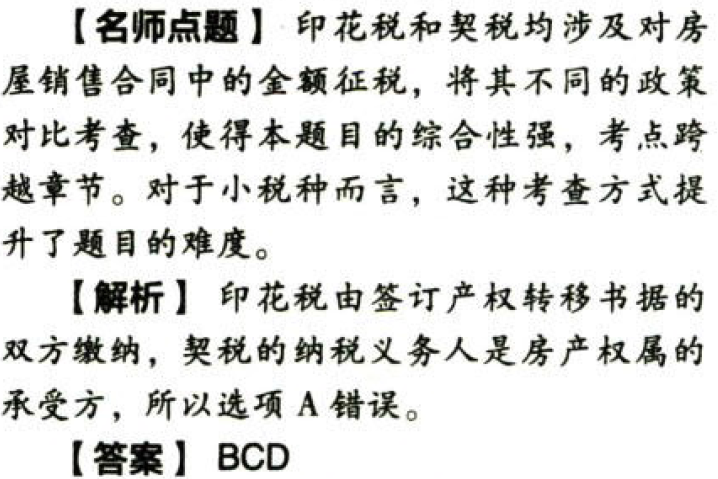 【名师点题】 印花税和契税均涉及对房
屋销售合同中的金额征税，将其不同的政策
对比考查，使得本题目的综合性强，考点跨
越章节。对于小税种而言，这种考查方式提
升了题目的难度。
【解析】 印花税由签订产权转移书据的
双方缴纳，契税的纳税义务人是房产权属的
承受方，所以选项 A 错误。
【答案】 BCD